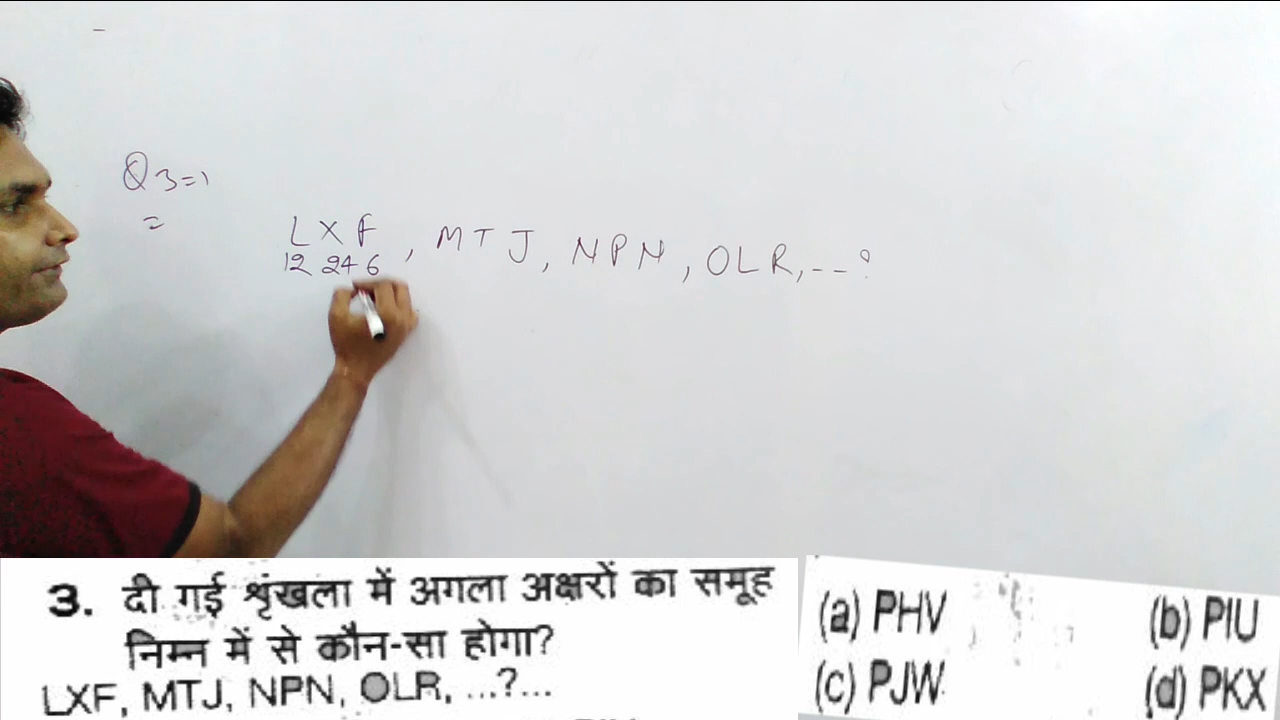 Q3=1
=
LXF, MTJ, NPN, OLR, -- ?
12 24 6
3. दी गई श्रृंखला में अगला अक्षरों का समूह
निम्न में से कौन-सा होगा?
LXF, MTJ, NPN, OLR, ...?...
(a) PHV (b) PIU
(c) PJW (d) PKX